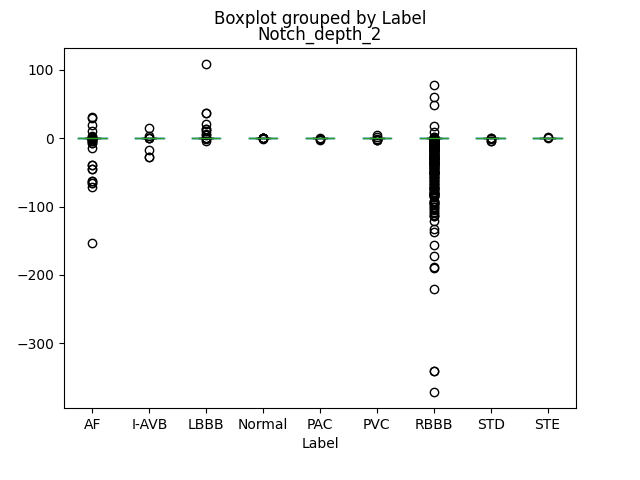 Boxplot grouped by Label
Notch_depth_2
100
0
−100
−200
−300
AF I-AVB LBBB Normal PAC PVC RBBB STD STE
Label